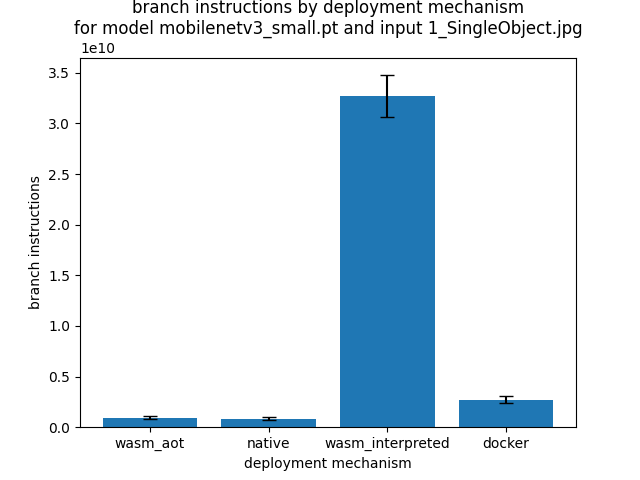 branch instructions by deployment mechanism
for model mobilenetv3_small.pt and input 1_SingleObject.jpg
1e10
3.5
3.0
2.5
2.0
1.5
1.0
0.5
0.0
branch instructions
wasm_aot native wasm_interpreted docker
deployment mechanism